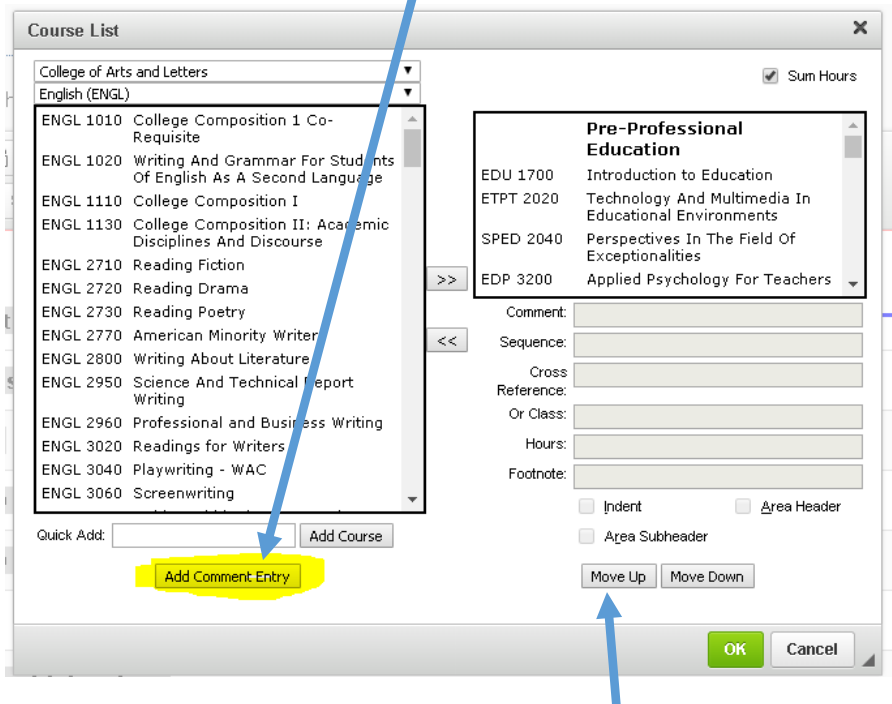 Course List
College of Arts and Letters
English (ENGL)
Sum Hours
ENGL 1010 College Composition 1 Co-
Requisite
ENGL 1020 Writing And Grammar For Students
Of English As A Second Language
ENGL 1110 College Composition I
ENGL 1130 College Composition II: Academic
Disciplines And Discourse
ENGL 2710 Reading Fiction
ENGL 2720 Reading Drama
ENGL 2730 Reading Poetry
ENGL 2770 American Minority Writers
ENGL 2800 Writing About Literature
ENGL 2950 Science And Technical Report
Writing
ENGL 2960 Professional and Business Writing
ENGL 3020 Readings for Writers
ENGL 3040 Playwriting - WAC
ENGL 3060 Screenwriting
>>
<<
Pre-Professional
Education
EDU 1700 Introduction to Education
ETPT 2020 Technology And Multimedia In
Educational Environments
SPED 2040 Perspectives In The Field Of
Exceptionalities
EDP 3200 Applied Psychology For Teachers
Comment:
Sequence:
Cross
Reference:
Or Class:
Hours:
Footnote:
Indent Area Header
Area Subheader
Quick Add: Add Course
Add Comment Entry
Move Up Move Down
OK Cancel